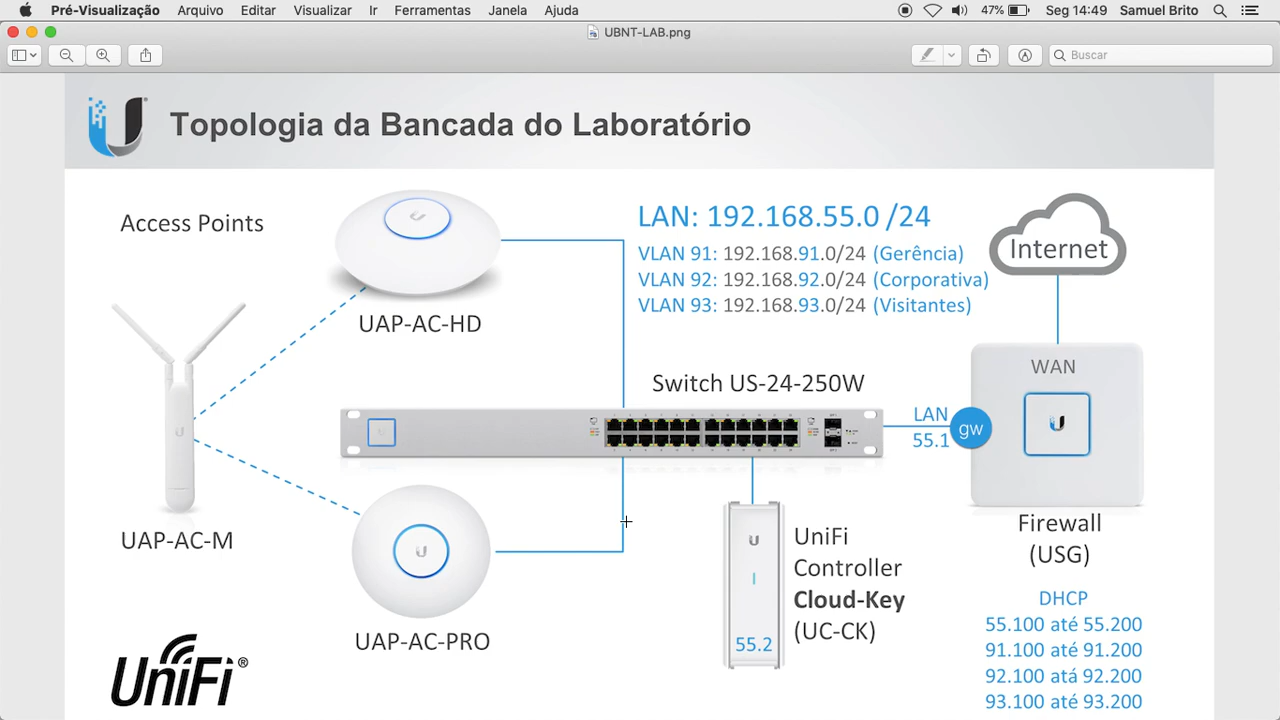 Pré-Visualização Arquivo Editar Visualizar Ir Ferramentas Janela Ajuda 47% Seg 14:49 Samuel Brito
UBNT-LAB.png
Buscar
Topologia da Bancada do Laboratório
Access Points
LAN: 192.168.55.0 /24
VLAN 91: 192.168.91.0/24 (Gerência)
VLAN 92: 192.168.92.0/24 (Corporativa)
VLAN 93: 192.168.93.0/24 (Visitantes)
Internet
UAP-AC-HD
WAN
Switch US-24-250W
LAN
55.1
gw
UAP-AC-M
UniFi
Controller
Cloud-Key
(UC-CK)
55.2
Firewall
(USG)
UAP-AC-PRO
DHCP
55.100 até 55.200
91.100 até 91.200
92.100 atá 92.200
93.100 até 93.200
UniFi®